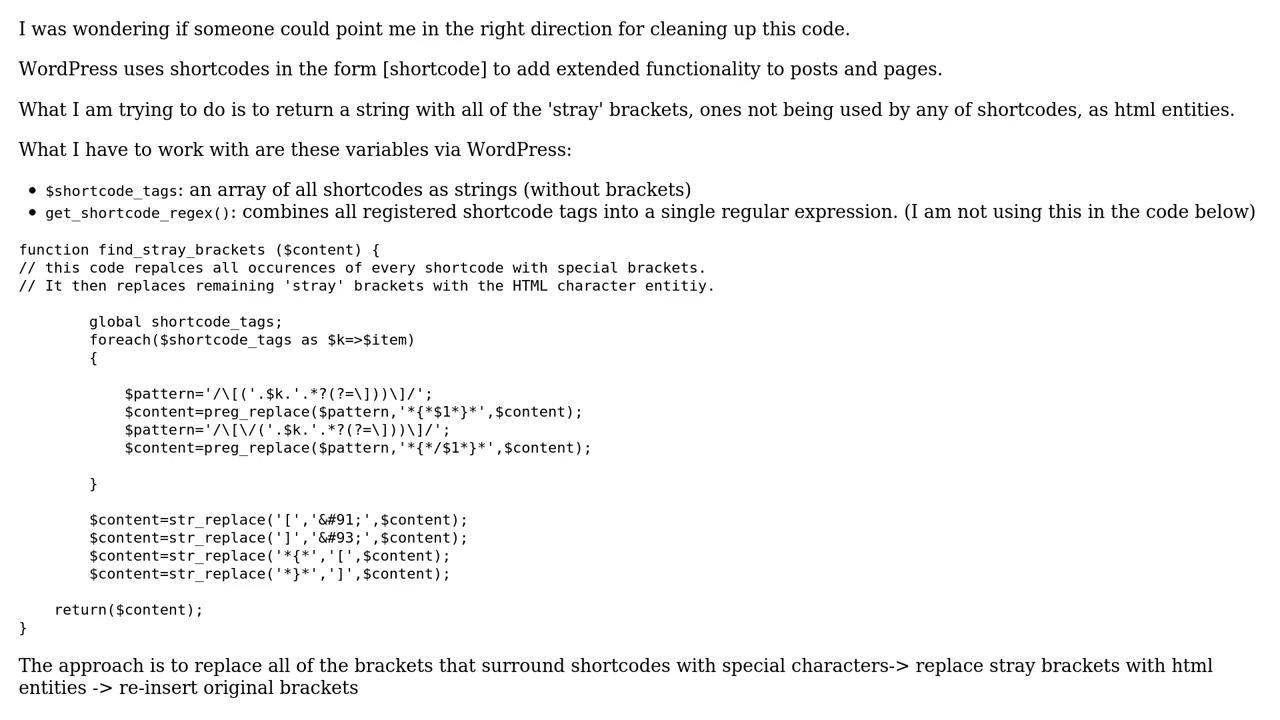 I was wondering if someone could point me in the right direction for cleaning up this code.
WordPress uses shortcodes in the form [shortcode] to add extended functionality to posts and pages.
What I am trying to do is to return a string with all of the 'stray' brackets, ones not being used by any of shortcodes, as html entities.
What I have to work with are these variables via WordPress:
• $shortcode_tags: an array of all shortcodes as strings (without brackets)
• get_shortcode_regex(): combines all registered shortcode tags into a single regular expression. (I am not using this in the code below)
function find_stray_brackets ($content) {
// this code repalces all occurences of every shortcode with special brackets.
// It then replaces remaining 'stray' brackets with the HTML character entitiy.
        global shortcode_tags;
        foreach($shortcode_tags as $k=>$item)
        {
            $pattern='/\[('.$k.'.*?(?=\]))\]/';
            $content=preg_replace($pattern,'*{*$1*}*',$content);
            $pattern='/\[\/('.$k.'.*?(?=\]))\]/';
            $content=preg_replace($pattern,'*{*/$1*}*',$content);
        }
        $content=str_replace('[','&#91;',$content);
        $content=str_replace(']','&#93;',$content);
        $content=str_replace('*{*','[',$content);
        $content=str_replace('*}*',']',$content);
    return($content);
}
The approach is to replace all of the brackets that surround shortcodes with special characters-> replace stray brackets with html
entities -> re-insert original brackets